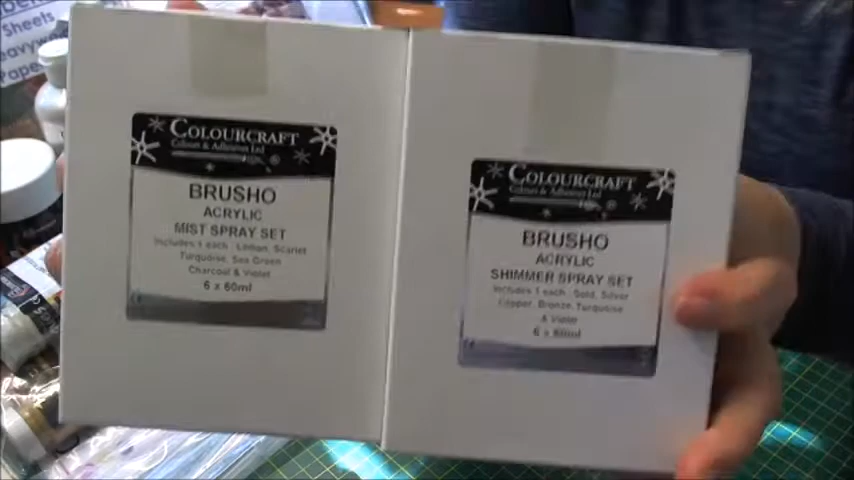 Sheets
Heavywe
COLOURCRAFT
Colours & Adhesives Ltd
BRUSHO
ACRYLIC
MIST SPRAY SET
Includes 1 each - Lemon, Scarlet
Turquoise, Sea Green
Charcoal & Violet
6 x 60ml
COLOURCRAFT
Colours & Adhesives Ltd
BRUSHO
ACRYLIC
SHIMMER SPRAY SET
Includes 1 each - Gold, Silver
Copper, Bronze, Turquoise
& Violet
6 x 60ml